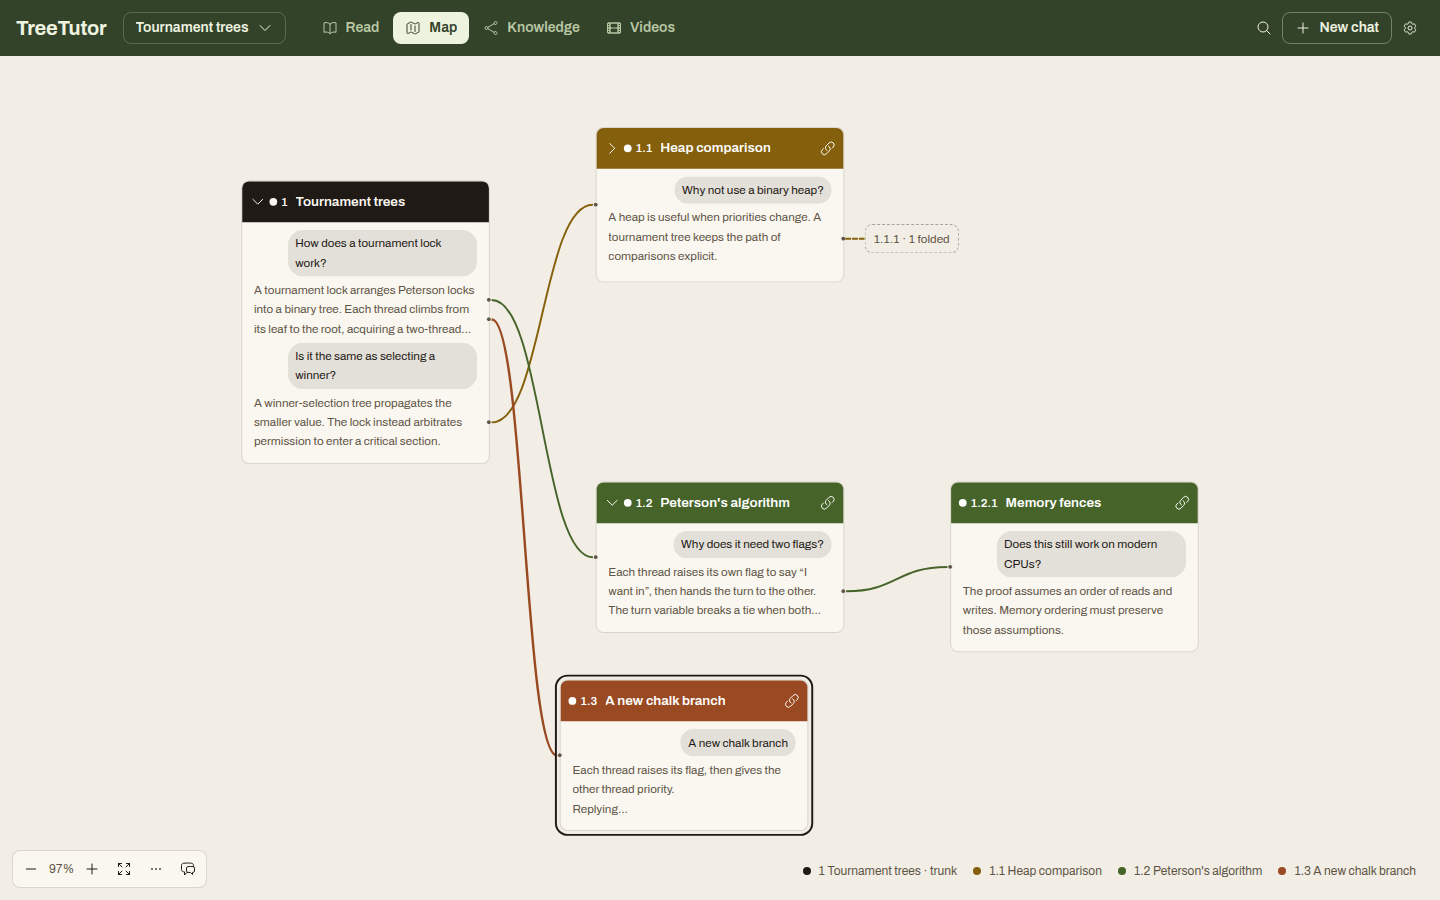 TreeTutor
Tournament trees
Read
Map
Knowledge
Videos
New chat
1 Tournament trees
How does a tournament lock
work?
A tournament lock arranges Peterson locks
into a binary tree. Each thread climbs from
its leaf to the root, acquiring a two-thread...
Is it the same as selecting a
winner?
A winner-selection tree propagates the
smaller value. The lock instead arbitrates
permission to enter a critical section.
1.1 Heap comparison
Why not use a binary heap?
A heap is useful when priorities change. A
tournament tree keeps the path of
comparisons explicit.
1.1.1 · 1 folded
1.2 Peterson's algorithm
Why does it need two flags?
Each thread raises its own flag to say “I
want in”, then hands the turn to the other.
The turn variable breaks a tie when both...
1.2.1 Memory fences
Does this still work on modern
CPUs?
The proof assumes an order of reads and
writes. Memory ordering must preserve
those assumptions.
1.3 A new chalk branch
A new chalk branch
Each thread raises its flag, then gives the
other thread priority.
Replying...
97%
1 Tournament trees · trunk
1.1 Heap comparison
1.2 Peterson's algorithm
1.3 A new chalk branch